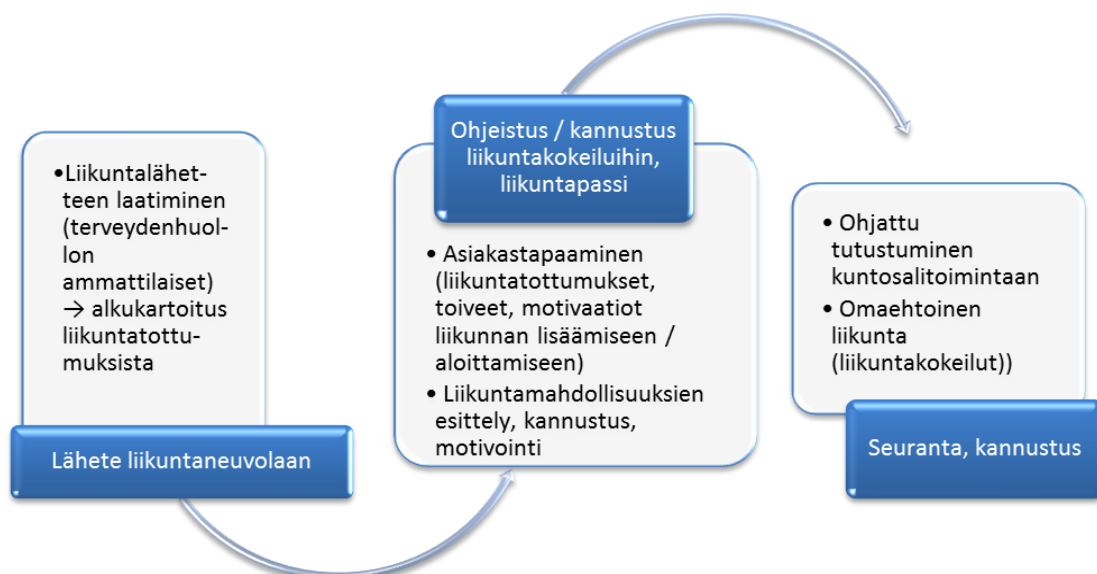 •Liikuntalähet-
teen laatiminen
(terveydenhuol-
lon
ammattilaiset)
→ alkukartoitus
liikuntatottu-
muksista
Lähete liikuntaneuvolaan
Ohjeistus / kannustus
liikuntakokeiluihin,
liikuntapassi
• Asiakastapaaminen
(liikuntatottumukset,
toiveet, motivaatiot
liikunnan lisäämiseen /
aloittamiseen)
• Liikuntamahdollisuuksien
esittely, kannustus,
motivointi
• Ohjattu
tutustuminen
kuntosalitoimintaan
• Omaehtoinen
liikunta
(liikuntakokeilut))
Seuranta, kannustus